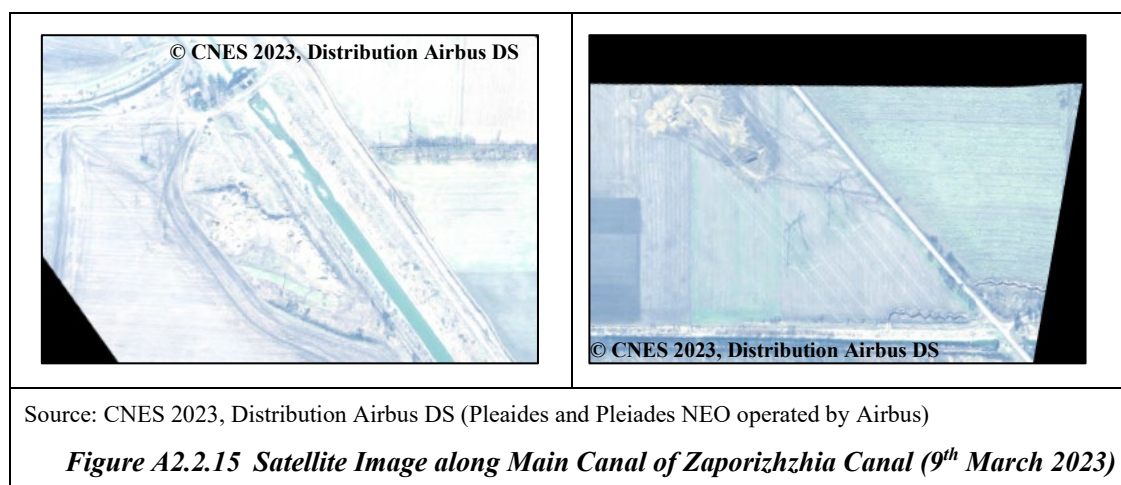 © CNES 2023, Distribution Airbus DS
© CNES 2023, Distribution Airbus DS
Source: CNES 2023, Distribution Airbus DS (Pleaides and Pleiades NEO operated by Airbus)
Figure A2.2.15 Satellite Image along Main Canal of Zaporizhzhia Canal (9th March 2023)